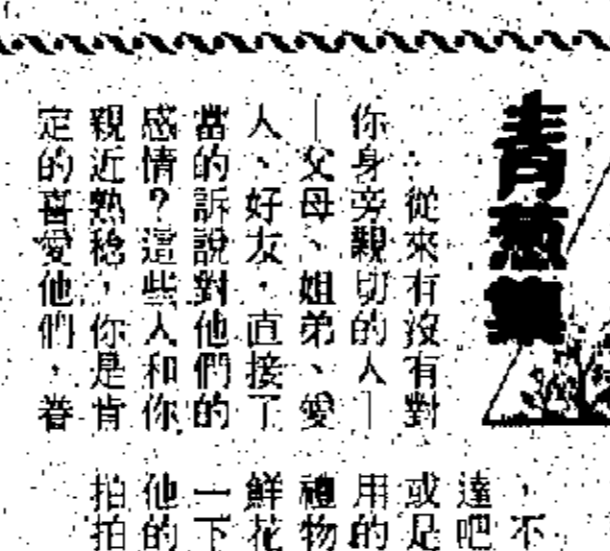 青蔥集
從來有沒有對
你身旁親切的人—
—父母、姐弟、愛
人、好友，直接了
當的訴說對他們的
感情？這些人和你
親近熟稔，你是肯
定的喜愛他們，眷
，不
達吧
或是
用的
禮物
鮮花
一下
他的
拍拍